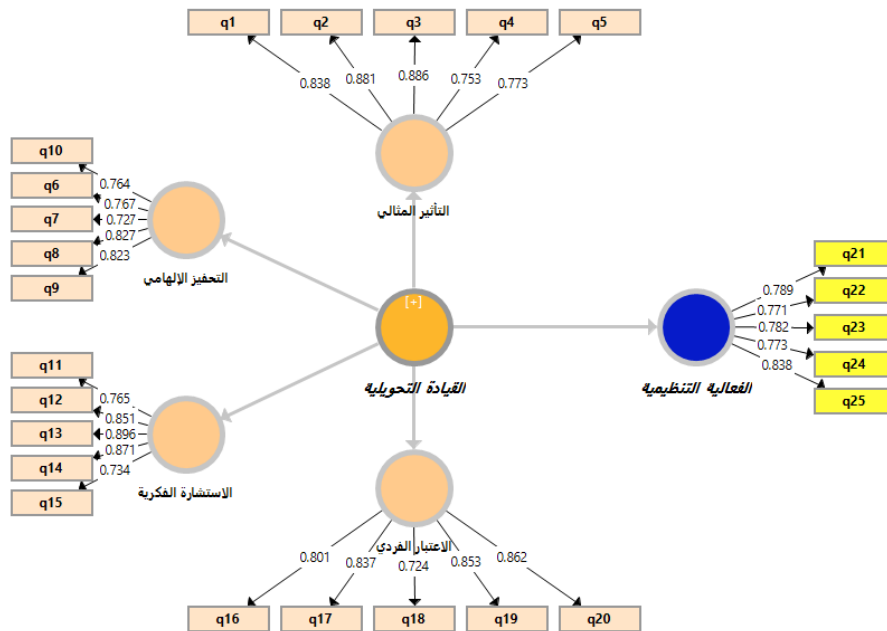 q1
q2
q3
q4
q5
0.838
0.881
0.886
0.753
0.773
التأثير المثالي
q10
q6
q7
q8
q9
0.764
0.767
0.727
0.827
0.823
التحفيز الإلهامي
[+]
القيادة التحويلية
الفعالية التنظيمية
q21
q22
q23
q24
q25
0.789
0.771
0.782
0.773
0.838
q11
q12
q13
q14
q15
0.765
0.851
0.896
0.871
0.734
الاستشارة الفكرية
الاعتبار الفردي
0.801
0.837
0.724
0.853
0.862
q16
q17
q18
q19
q20